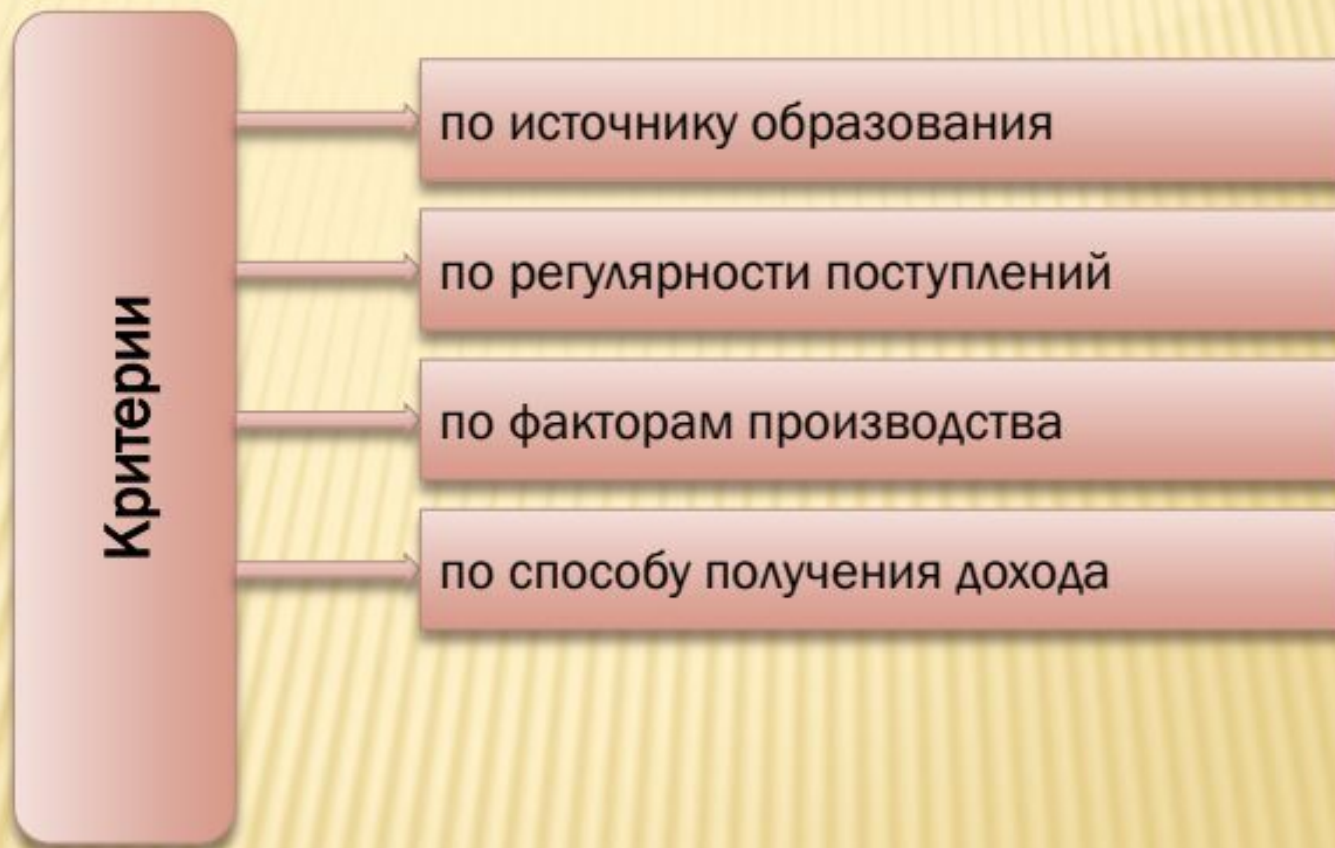 Критерии
по источнику образования
по регулярности поступлений
по факторам производства
по способу получения дохода